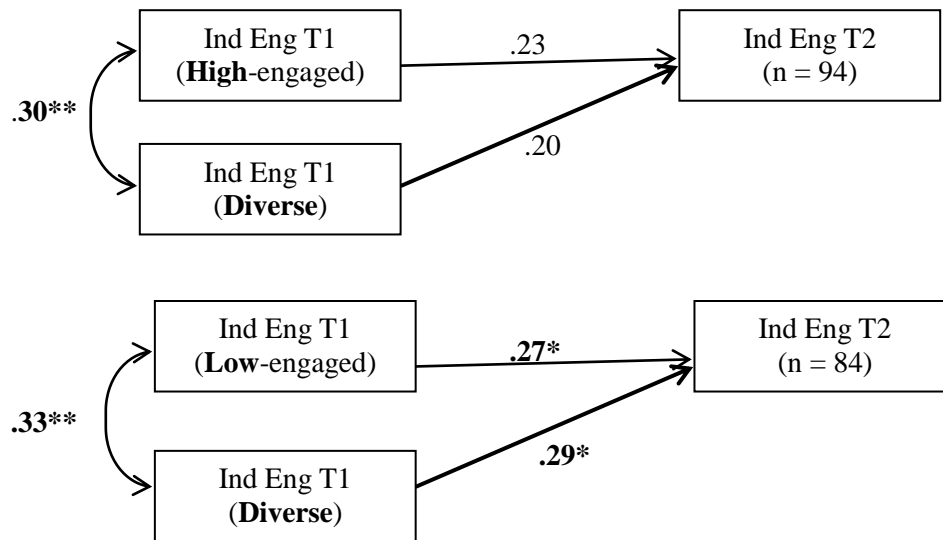 Ind Eng T1
(High-engaged)
.23
Ind Eng T2
(n = 94)
.30**
Ind Eng T1
(Diverse)
.20
Ind Eng T1
(Low-engaged)
.27*
Ind Eng T2
(n = 84)
.33**
Ind Eng T1
(Diverse)
.29*